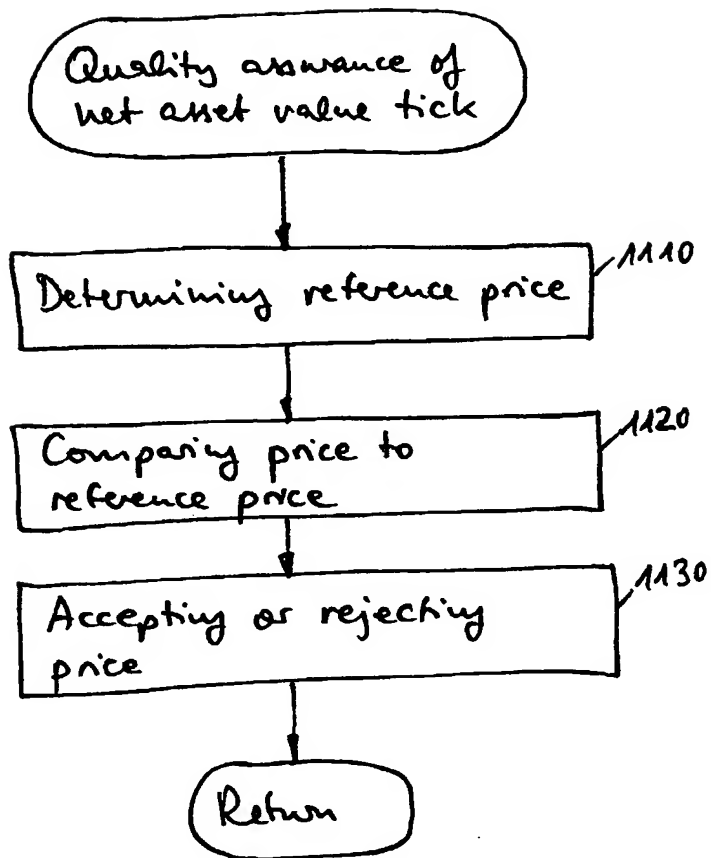 Quality assurance of
net asset value tick
1110
Determining reference price
1120
Comparing price to
reference price
1130
Accepting or rejecting
price
Return